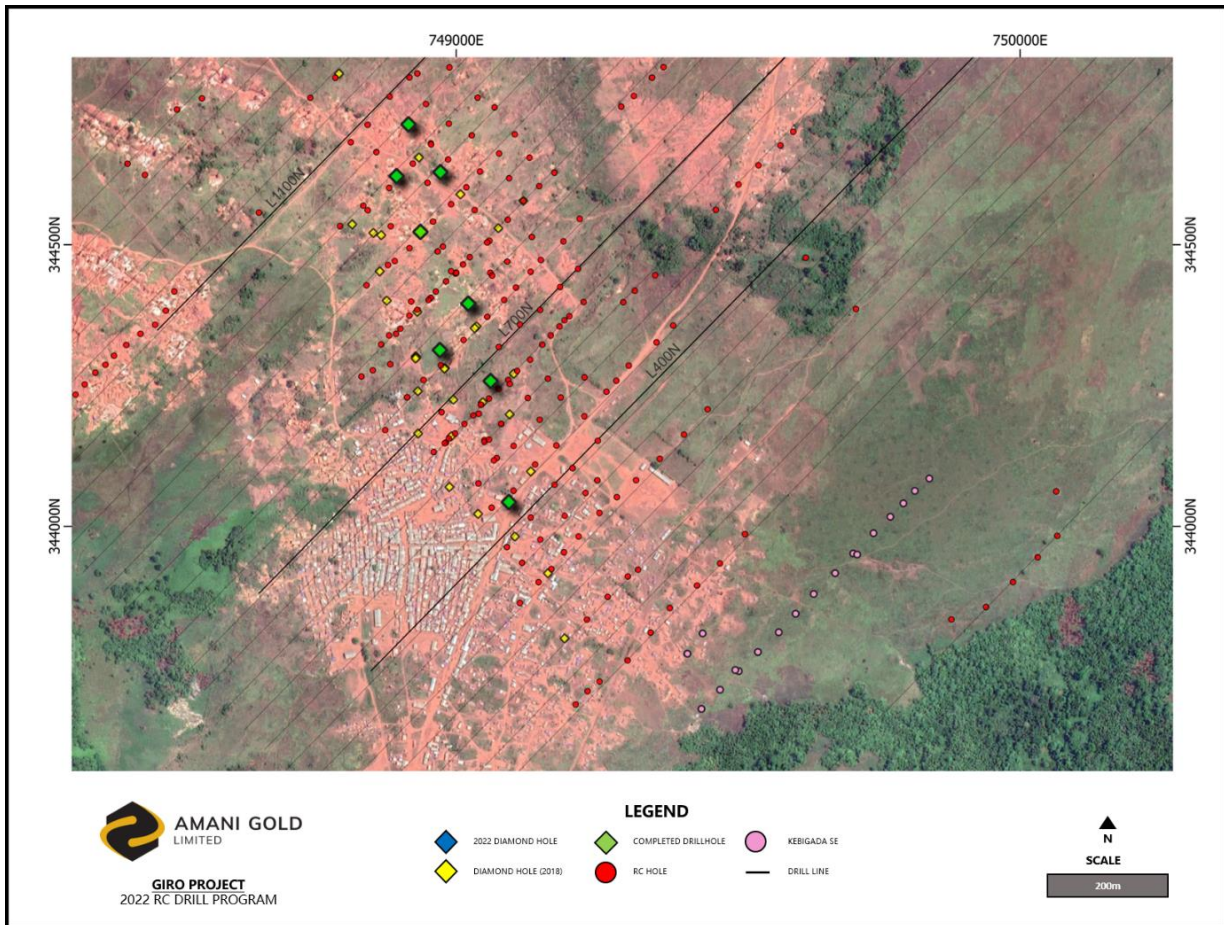 749000E
750000E
344500N
344500N
L1100N
L700N
L400N
344000N
344000N
AMANI GOLD
LIMITED
GIRO PROJECT
2022 RC DRILL PROGRAM
LEGEND
2022 DIAMOND HOLE
COMPLETED DRILLHOLE
KEBIGADA SE
DIAMOND HOLE (2018)
RC HOLE
DRILL LINE
N
SCALE
200m